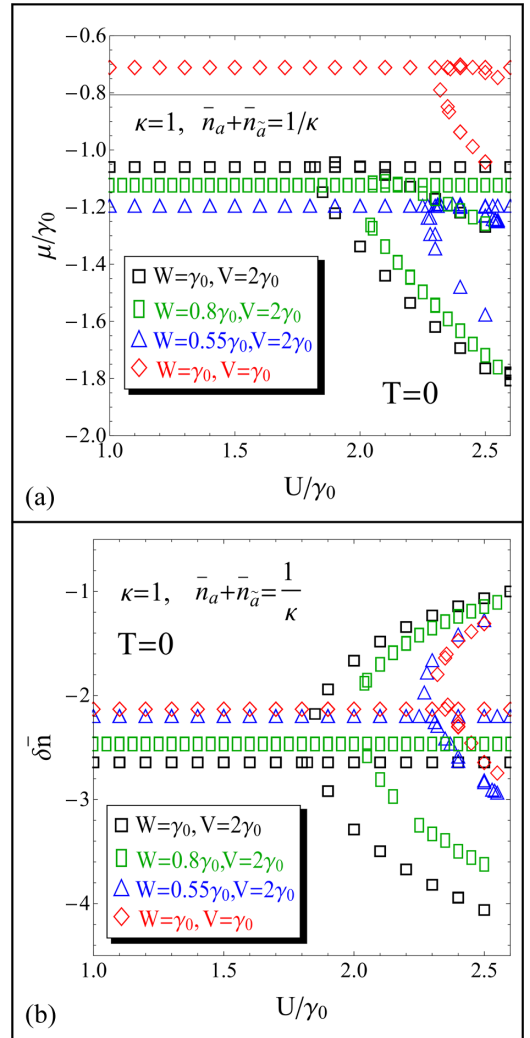 −0.6
−0.8
−1.0
−1.2
−1.4
−1.6
−1.8
−2.0
μ/γ₀
κ=1, n̄ₐ+n̄ₐ̃=1/κ
W=γ₀, V=2γ₀
W=0.8γ₀,V=2γ₀
W=0.55γ₀,V=2γ₀
W=γ₀, V=γ₀
T=0
1.0 1.5 2.0 2.5
(a) U/γ₀
κ=1, n̄ₐ+n̄ₐ̃=1/κ
T=0
−1
−2
−3
−4
δn̄
W=γ₀, V=2γ₀
W=0.8γ₀,V=2γ₀
W=0.55γ₀,V=2γ₀
W=γ₀, V=γ₀
1.0 1.5 2.0 2.5
(b) U/γ₀